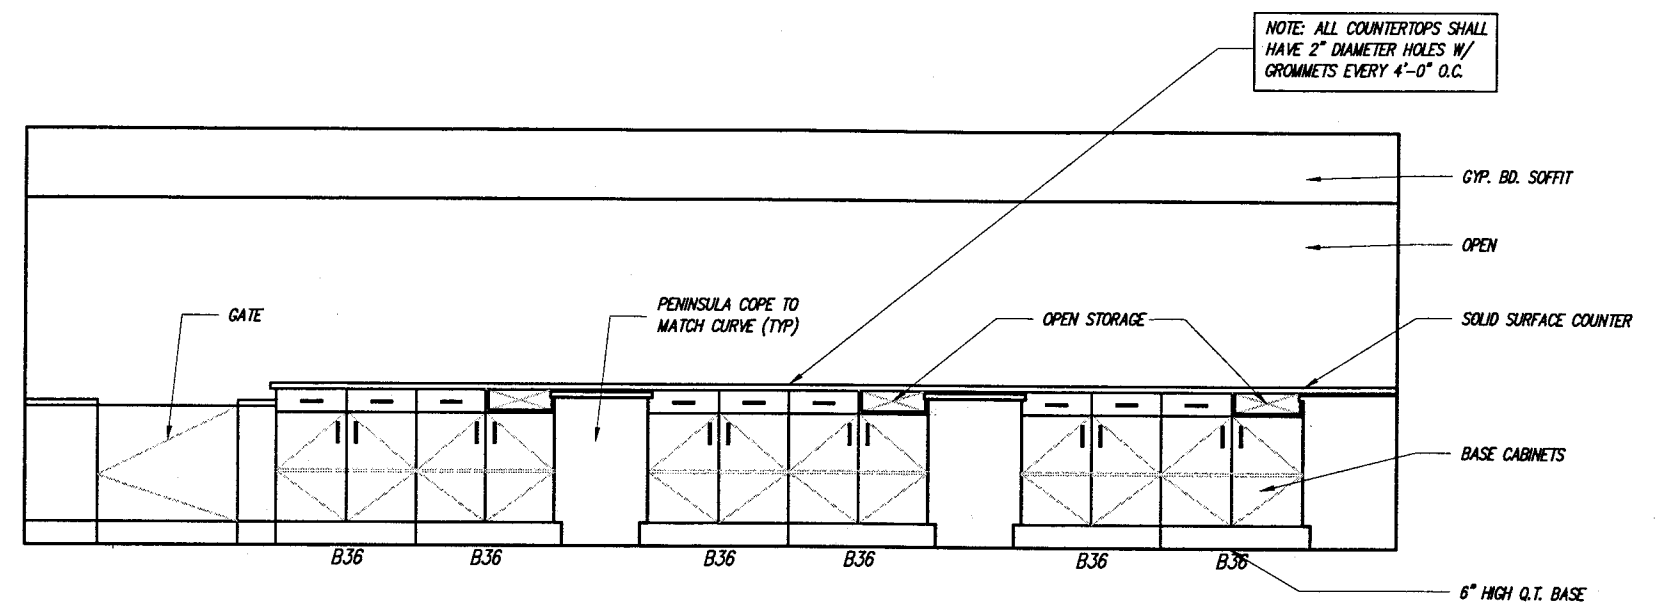 NOTE: ALL COUNTERTOPS SHALL
HAVE 2" DIAMETER HOLES W/
GROMMETS EVERY 4'-0" O.C.
GYP. BD. SOFFIT
OPEN
GATE
PENINSULA COPE TO
MATCH CURVE (TYP)
OPEN STORAGE
SOLID SURFACE COUNTER
BASE CABINETS
B36
B36
B36
B36
B36
B36
6" HIGH Q.T. BASE